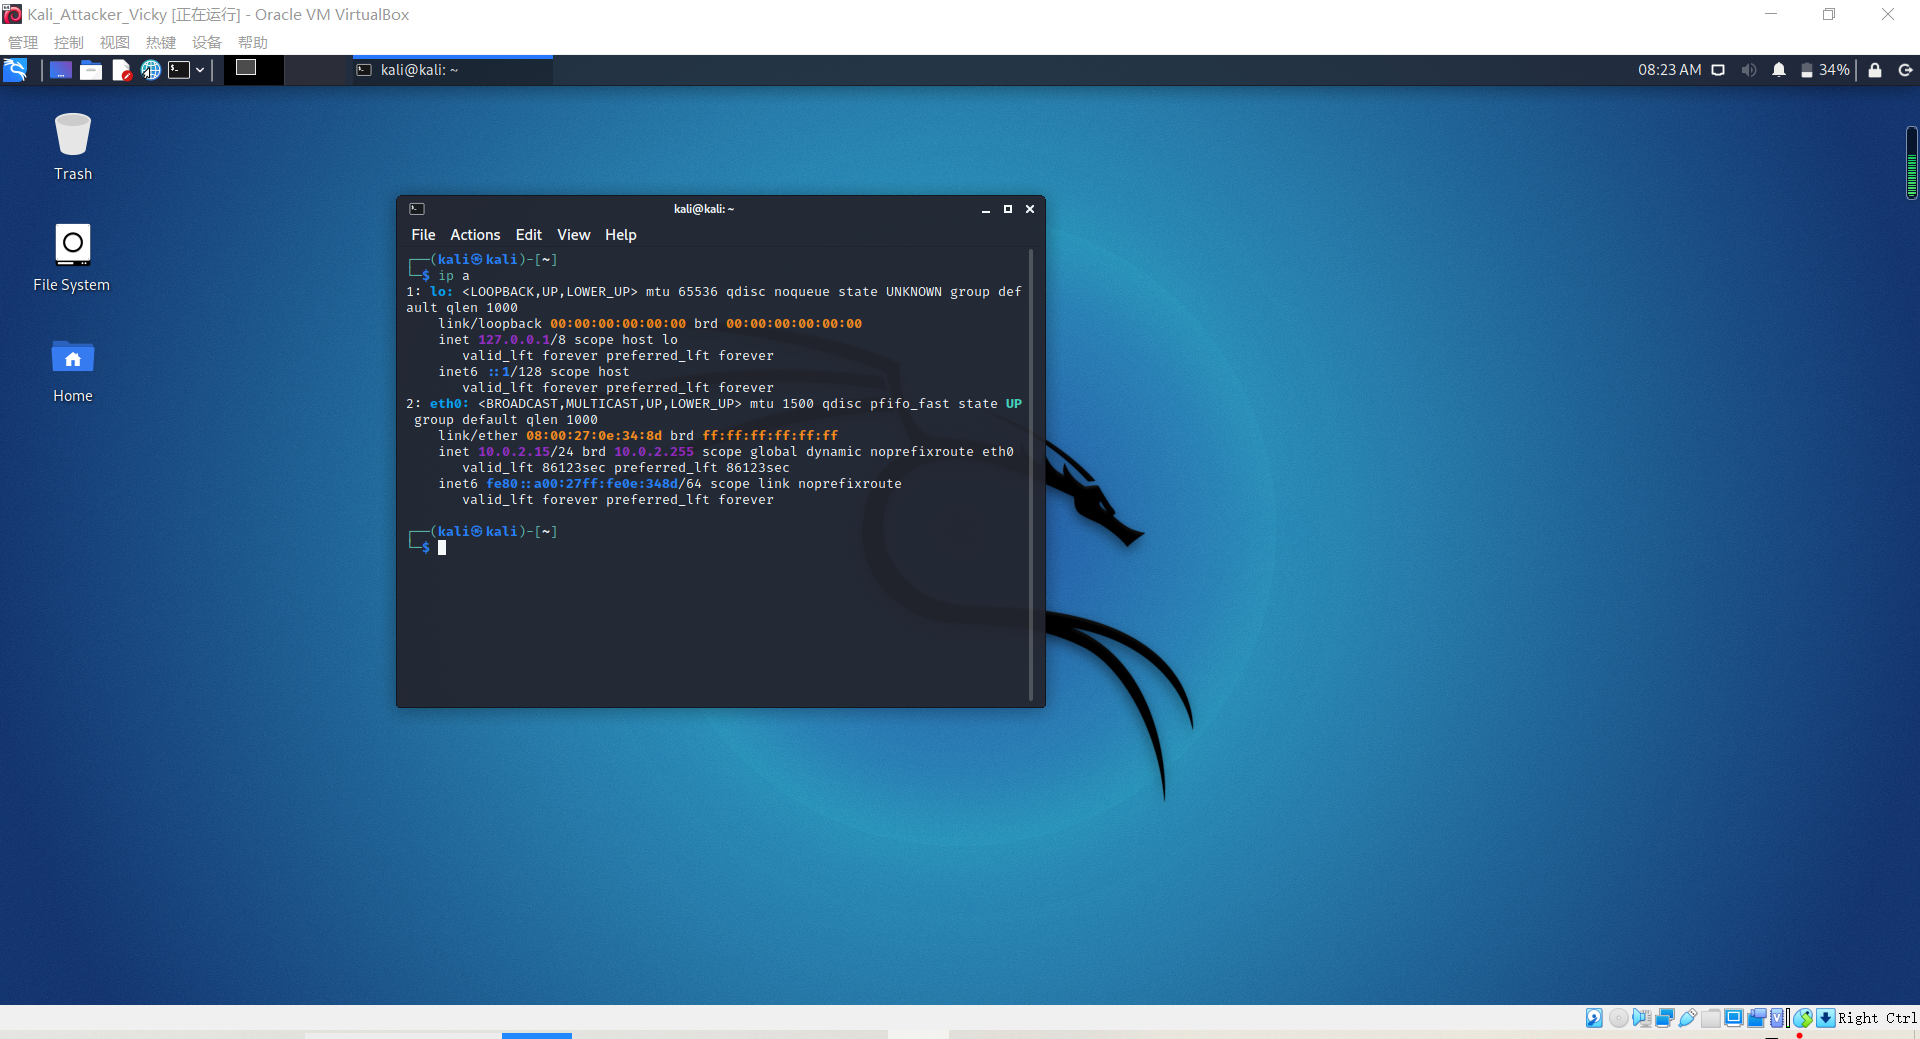 Kali_Attacker_Vicky [正在运行] - Oracle VM VirtualBox
管理 控制 视图 热键 设备 帮助
kali@kali: ~
08:23 AM
34%
Trash
File System
Home
kali@kali: ~
File Actions Edit View Help
┌──(kali㉿kali)-[~]
└─$ ip a
1: lo: <LOOPBACK,UP,LOWER_UP> mtu 65536 qdisc noqueue state UNKNOWN group def
ault qlen 1000
    link/loopback 00:00:00:00:00:00 brd 00:00:00:00:00:00
    inet 127.0.0.1/8 scope host lo
       valid_lft forever preferred_lft forever
    inet6 ::1/128 scope host
       valid_lft forever preferred_lft forever
2: eth0: <BROADCAST,MULTICAST,UP,LOWER_UP> mtu 1500 qdisc pfifo_fast state UP
 group default qlen 1000
    link/ether 08:00:27:0e:34:8d brd ff:ff:ff:ff:ff:ff
    inet 10.0.2.15/24 brd 10.0.2.255 scope global dynamic noprefixroute eth0
       valid_lft 86123sec preferred_lft 86123sec
    inet6 fe80::a00:27ff:fe0e:348d/64 scope link noprefixroute
       valid_lft forever preferred_lft forever
┌──(kali㉿kali)-[~]
└─$
Right Ctrl